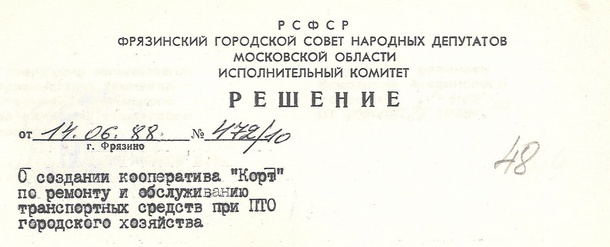 РСФСР
ФРЯЗИНСКИЙ ГОРОДСКОЙ СОВЕТ НАРОДНЫХ ДЕПУТАТОВ
МОСКОВСКОЙ ОБЛАСТИ
ИСПОЛНИТЕЛЬНЫЙ КОМИТЕТ
РЕШЕНИЕ
от 14.06.88. № 472/10
г. Фрязино
48
О создании кооператива "Корт"
по ремонту и обслуживанию
транспортных средств при ПТО
городского хозяйства